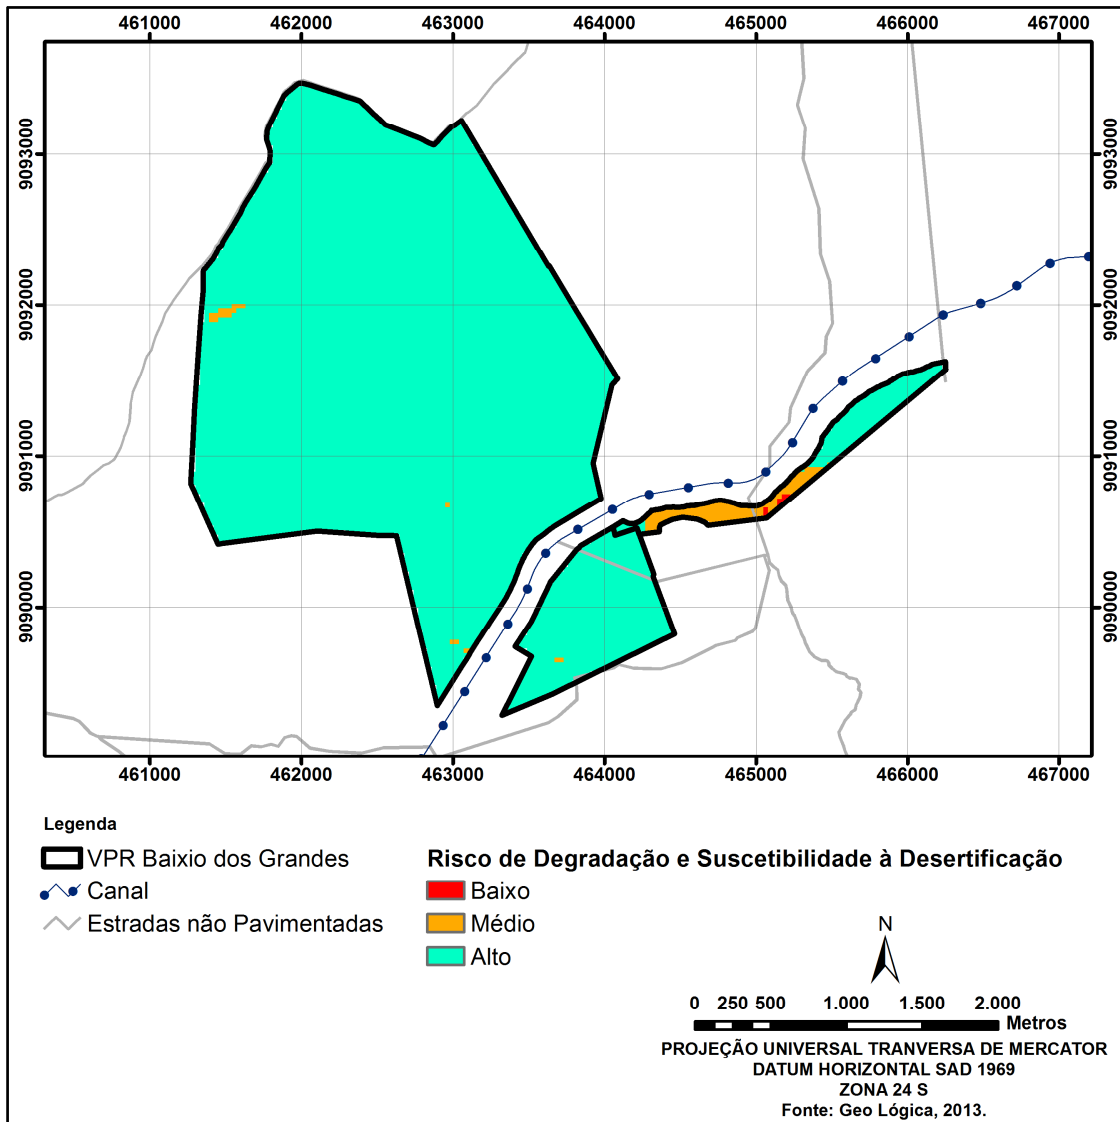 461000 462000 463000 464000 465000 466000 467000
9093000 9093000
9092000 9092000
9091000 9091000
9090000 9090000
461000 462000 463000 464000 465000 466000 467000
Legenda
VPR Baixio dos Grandes
Canal
Estradas não Pavimentadas
Risco de Degradação e Suscetibilidade à Desertificação
Baixo
Médio
Alto
N
0 250 500 1.000 1.500 2.000
Metros
PROJEÇÃO UNIVERSAL TRANVERSA DE MERCATOR
DATUM HORIZONTAL SAD 1969
ZONA 24 S
Fonte: Geo Lógica, 2013.